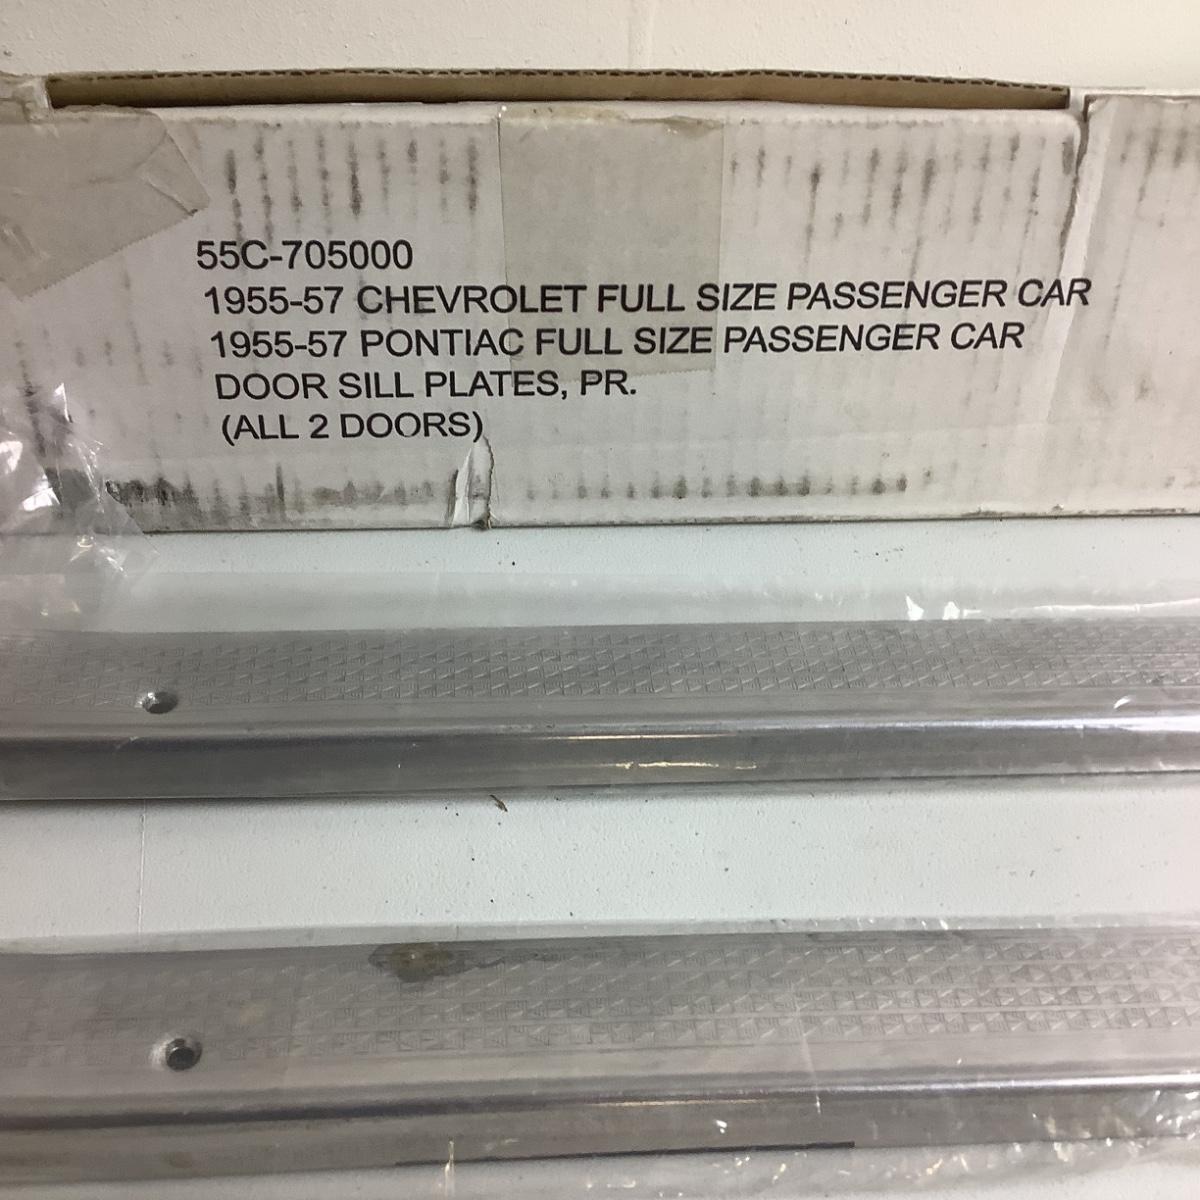 55C-705000
1955-57 CHEVROLET FULL SIZE PASSENGER CAR
1955-57 PONTIAC FULL SIZE PASSENGER CAR
DOOR SILL PLATES, PR.
(ALL 2 DOORS)